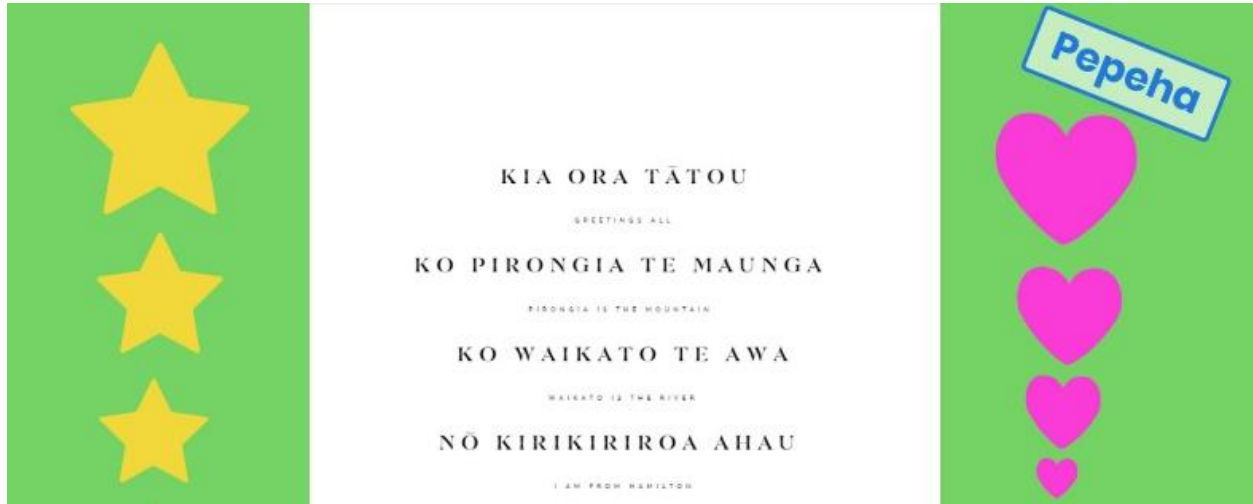 Pepeha
KIA ORA TĀTOU
GREETINGS ALL
KO PIRONGIA TE MAUNGA
PIRONGIA IS THE MOUNTAIN
KO WAIKATO TE AWA
WAIKATO IS THE RIVER
NŌ KIRIKIRIROA AHAU
I AM FROM HAMILTON